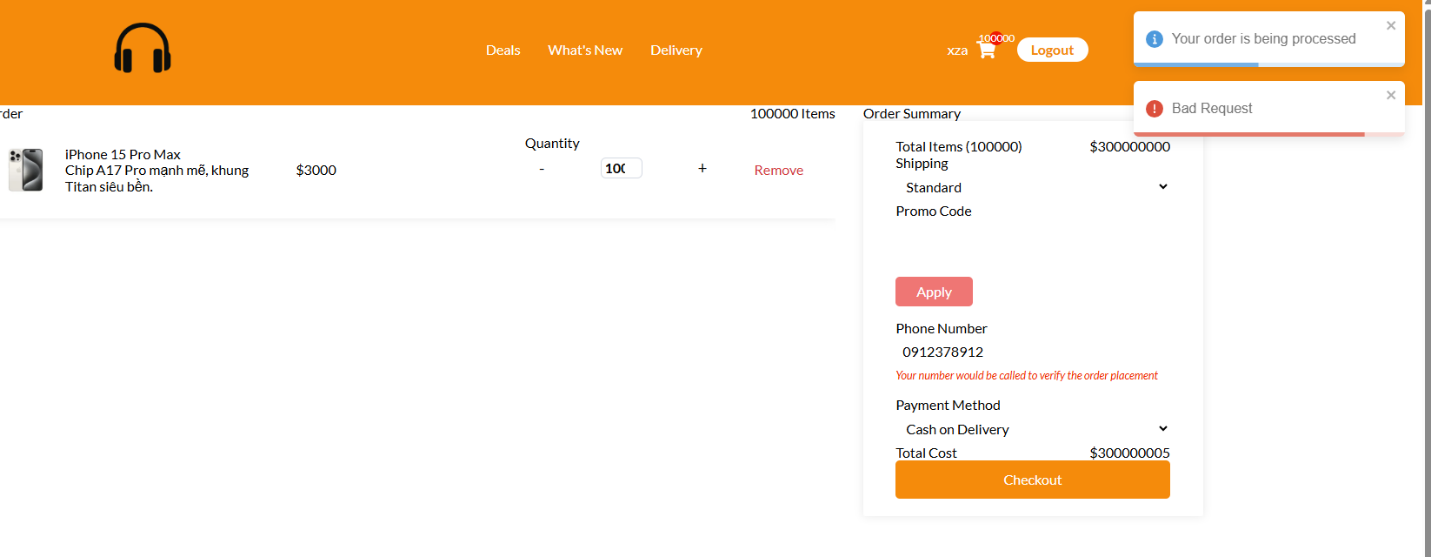 Deals What's New Delivery
xza 100000 Logout
Your order is being processed
Bad Request
rder 100000 Items
iPhone 15 Pro Max
Chip A17 Pro mạnh mẽ, khung
Titan siêu bền.
$3000
Quantity
- 100 +
Remove
Order Summary
Total Items (100000) $300000000
Shipping
Standard
Promo Code
Apply
Phone Number
0912378912
Your number would be called to verify the order placement
Payment Method
Cash on Delivery
Total Cost $300000005
Checkout